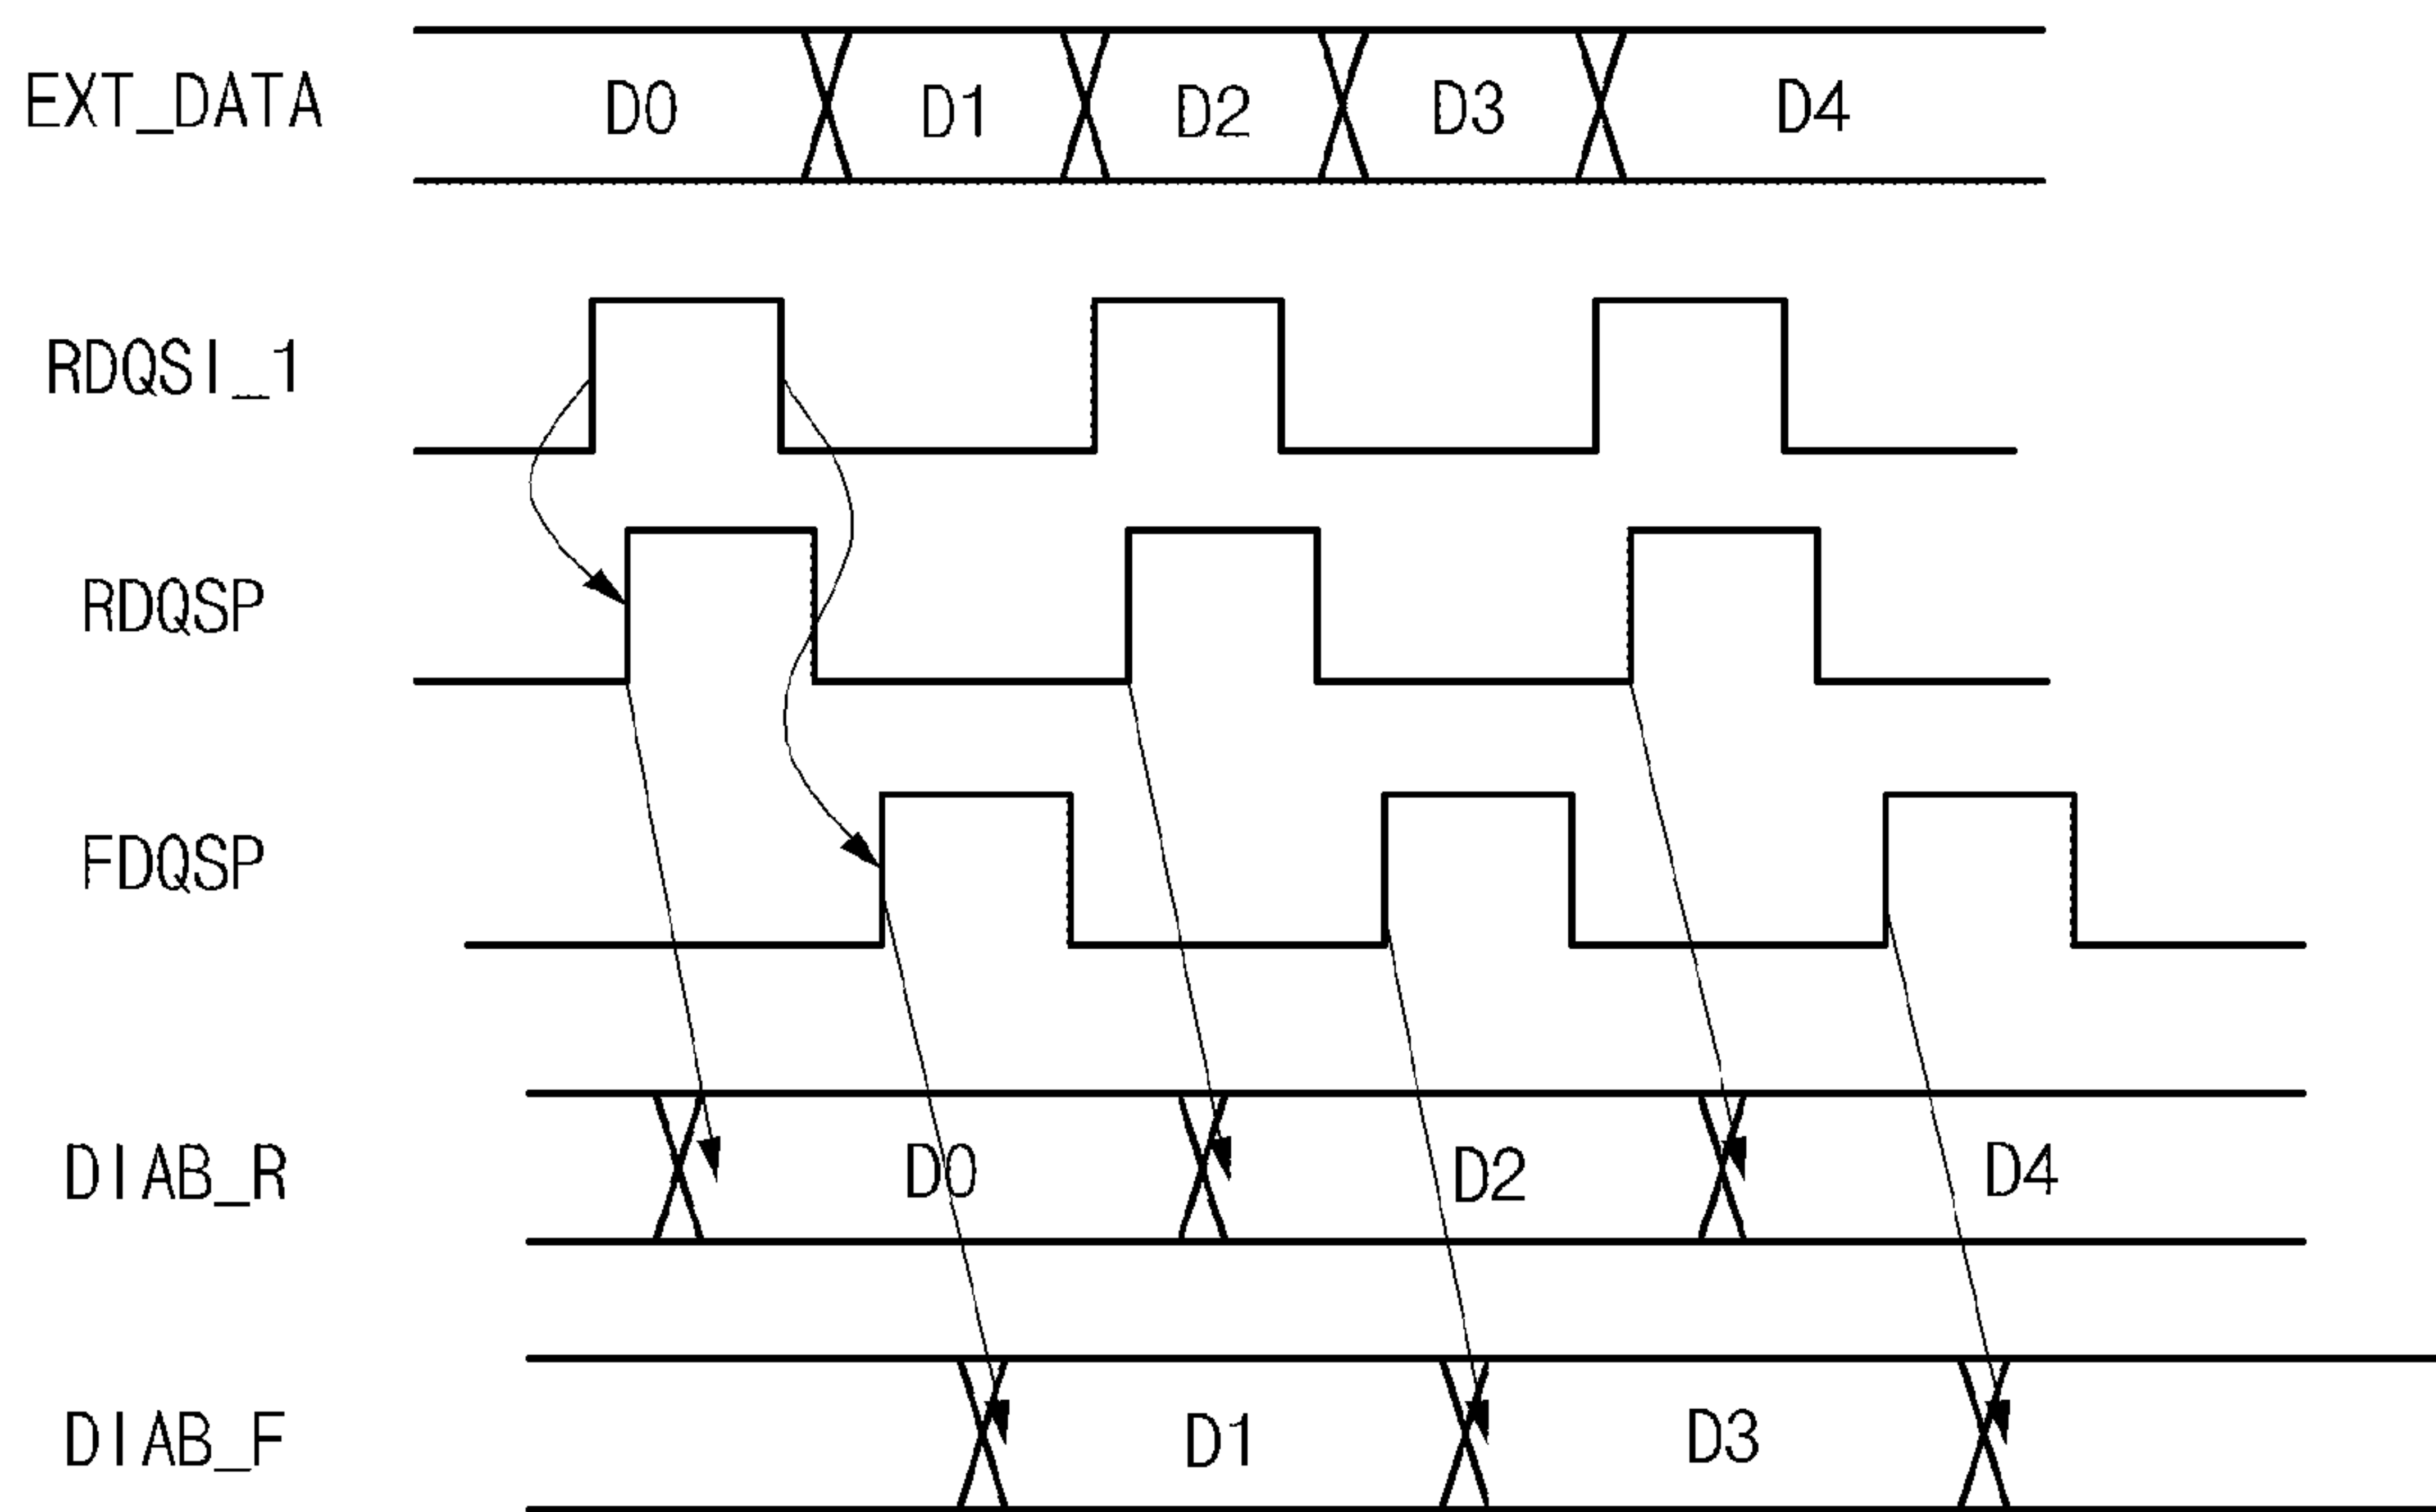 EXT_DATA D0 D1 D2 D3 D4
RDQSI_1
RDQSP
FDQSP
DIAB_R D0 D2 D4
DIAB_F D1 D3